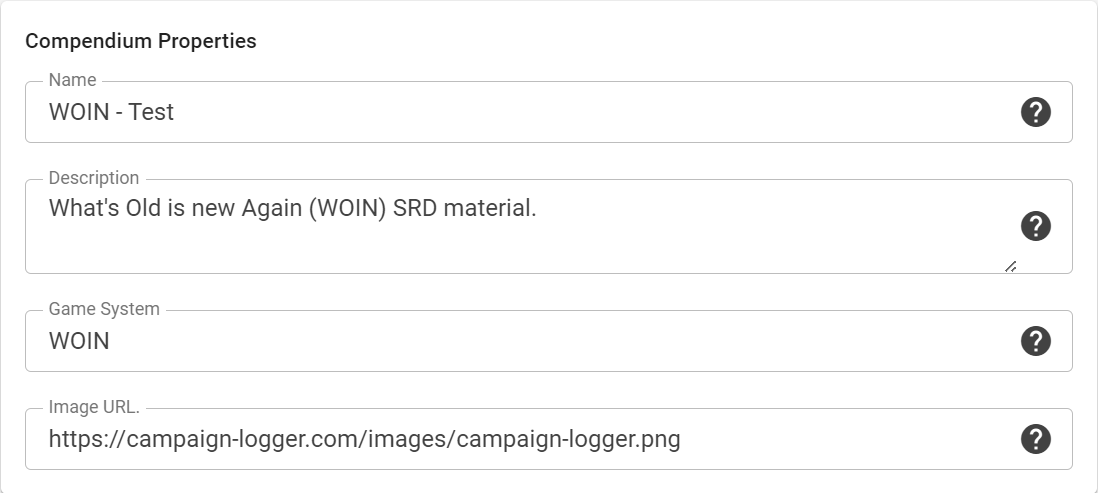 Compendium Properties
Name
WOIN - Test
Description
What's Old is new Again (WOIN) SRD material.
Game System
WOIN
Image URL.
https://campaign-logger.com/images/campaign-logger.png